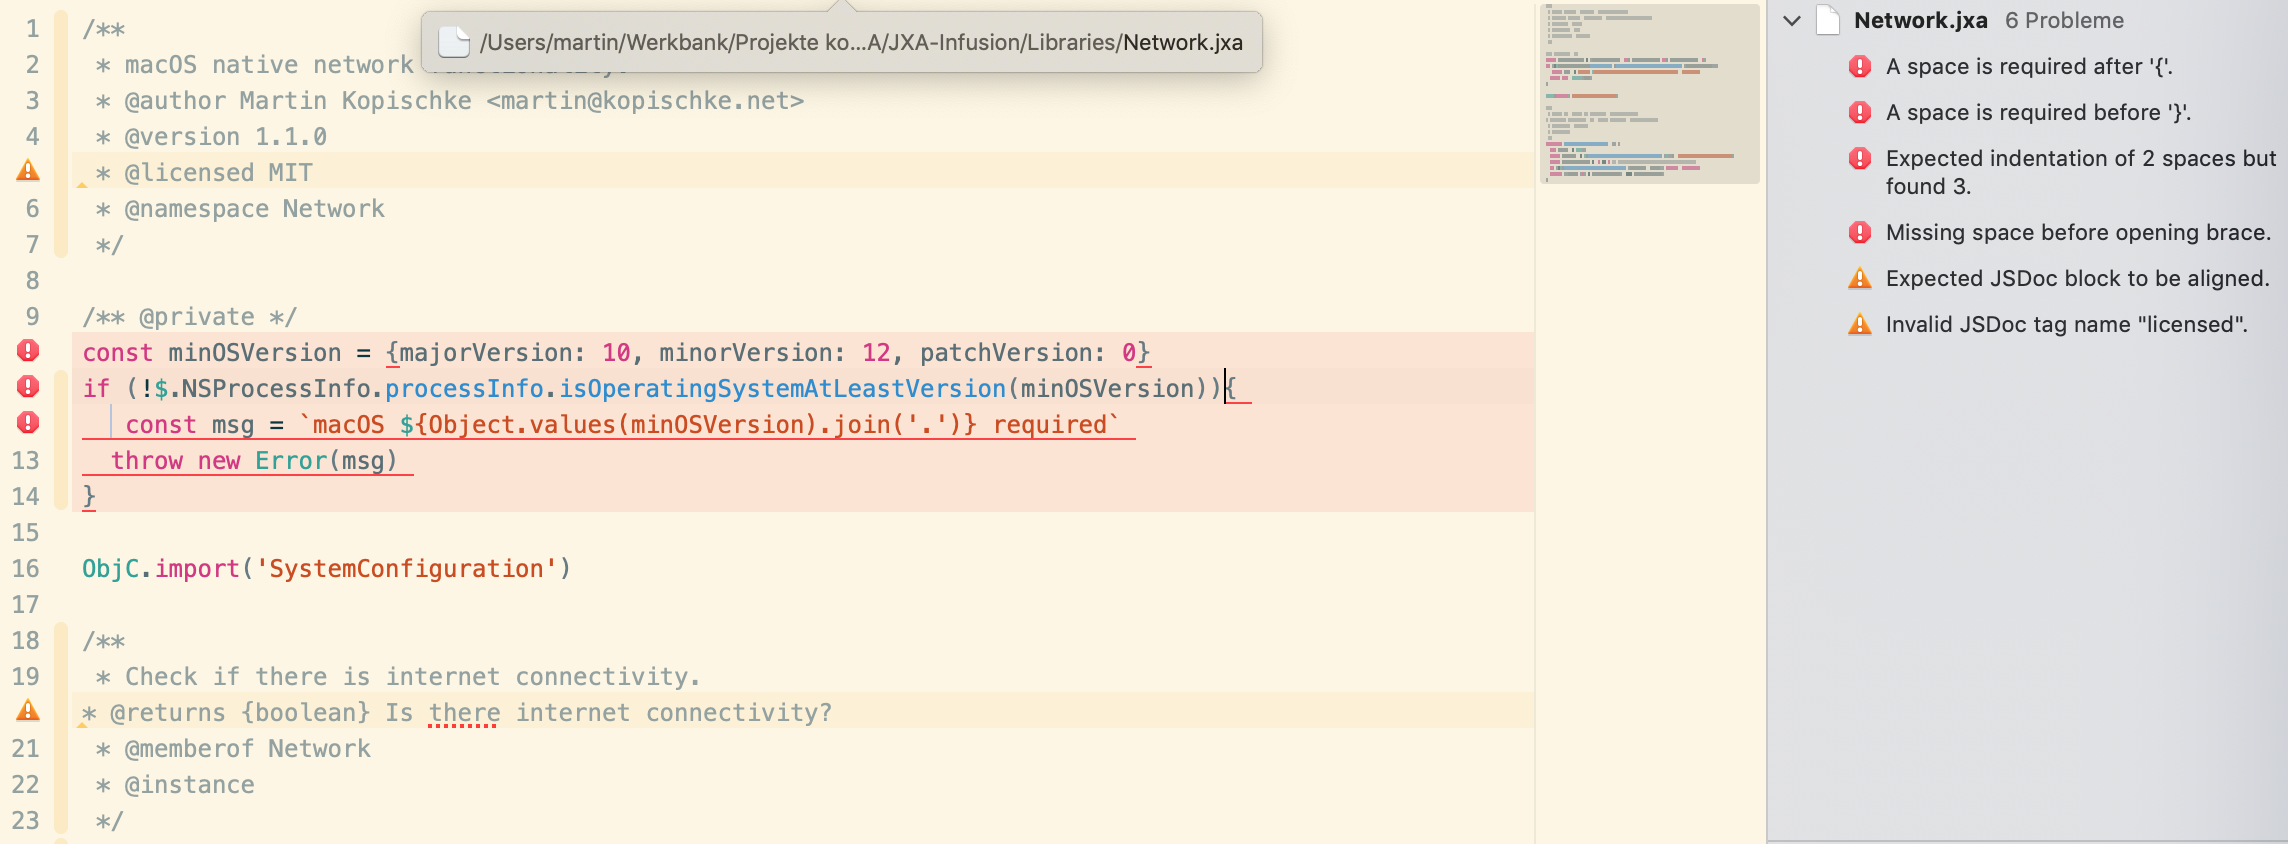 /Users/martin/Werkbank/Projekte ko...A/JXA-Infusion/Libraries/Network.jxa
1 /**
2 * macOS native network functionality.
3 * @author Martin Kopischke <martin@kopischke.net>
4 * @version 1.1.0
* @licensed MIT
6 * @namespace Network
7 */
8
9 /** @private */
const minOSVersion = {majorVersion: 10, minorVersion: 12, patchVersion: 0}
if (!$.NSProcessInfo.processInfo.isOperatingSystemAtLeastVersion(minOSVersion)){
const msg = `macOS ${Object.values(minOSVersion).join('.')} required`
13 throw new Error(msg)
14 }
15
16 ObjC.import('SystemConfiguration')
17
18 /**
19 * Check if there is internet connectivity.
* @returns {boolean} Is there internet connectivity?
21 * @memberof Network
22 * @instance
23 */
Network.jxa 6 Probleme
A space is required after '{'.
A space is required before '}'.
Expected indentation of 2 spaces but
found 3.
Missing space before opening brace.
Expected JSDoc block to be aligned.
Invalid JSDoc tag name "licensed".